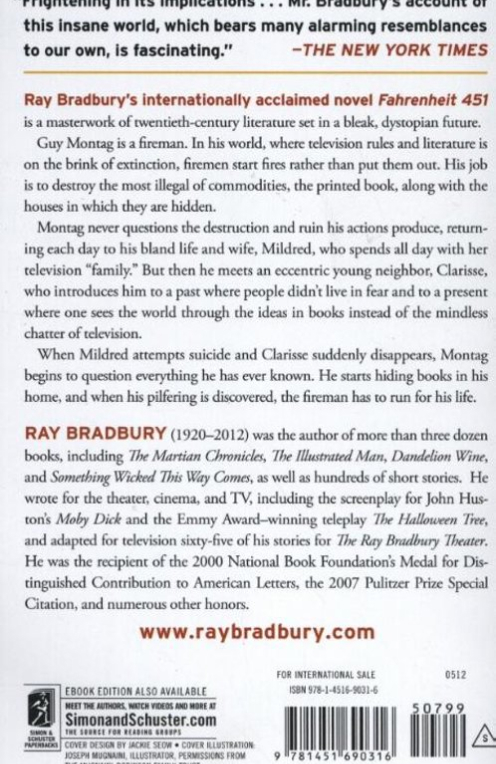 Frightening in its implications . . . Mr. Bradbury's account of
this insane world, which bears many alarming resemblances
to our own, is fascinating."
—THE NEW YORK TIMES
Ray Bradbury's internationally acclaimed novel Fahrenheit 451
is a masterwork of twentieth-century literature set in a bleak, dystopian future.
Guy Montag is a fireman. In his world, where television rules and literature is
on the brink of extinction, firemen start fires rather than put them out. His job
is to destroy the most illegal of commodities, the printed book, along with the
houses in which they are hidden.
Montag never questions the destruction and ruin his actions produce, return-
ing each day to his bland life and wife, Mildred, who spends all day with her
television "family." But then he meets an eccentric young neighbor, Clarisse,
who introduces him to a past where people didn't live in fear and to a present
where one sees the world through the ideas in books instead of the mindless
chatter of television.
When Mildred attempts suicide and Clarisse suddenly disappears, Montag
begins to question everything he has ever known. He starts hiding books in his
home, and when his pilfering is discovered, the fireman has to run for his life.
RAY BRADBURY (1920–2012) was the author of more than three dozen
books, including The Martian Chronicles, The Illustrated Man, Dandelion Wine,
and Something Wicked This Way Comes, as well as hundreds of short stories. He
wrote for the theater, cinema, and TV, including the screenplay for John Hus-
ton's Moby Dick and the Emmy Award–winning teleplay The Halloween Tree,
and adapted for television sixty-five of his stories for The Ray Bradbury Theater.
He was the recipient of the 2000 National Book Foundation's Medal for Dis-
tinguished Contribution to American Letters, the 2007 Pulitzer Prize Special
Citation, and numerous other honors.
www.raybradbury.com
FOR INTERNATIONAL SALE
0512
ISBN 978-1-4516-9031-6
50799
9 781451 690316
S
EBOOK EDITION ALSO AVAILABLE
MEET THE AUTHORS, WATCH VIDEOS AND MORE AT
SimonandSchuster.com
THE SOURCE FOR READING GROUPS
SIMON &
SCHUSTER
PAPERBACKS
COVER DESIGN BY JACKIE SEOW • COVER ILLUSTRATION:
JOSEPH MUGNAINI, ILLUSTRATOR, PERMISSIONS FROM